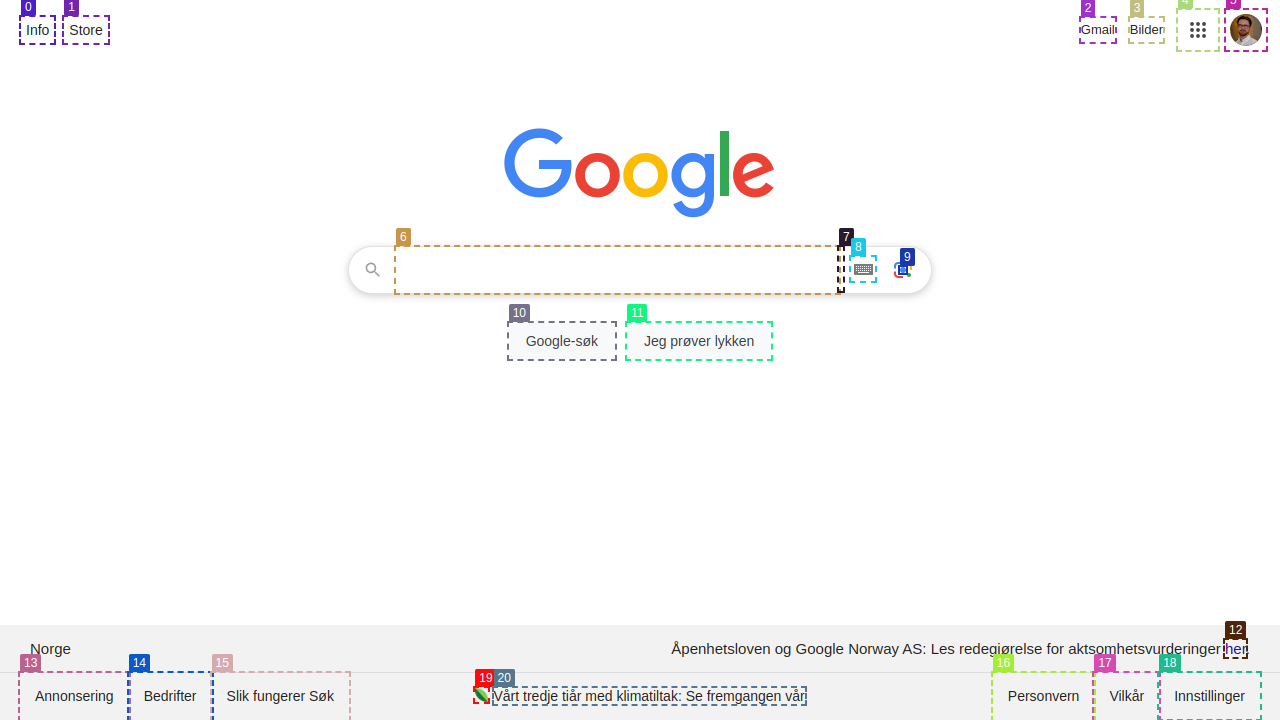 0 1 2 3 4 5
Info Store Gmail Bilder
Google
6 7 8 9
10 11
Google-søk Jeg prøver lykken
12
Norge Åpenhetsloven og Google Norway AS: Les redegjørelse for aktsomhetsvurderinger her
13 14 15 16 17 18
19 20
Annonsering Bedrifter Slik fungerer Søk Vårt tredje tiår med klimatiltak: Se fremgangen vår Personvern Vilkår Innstillinger